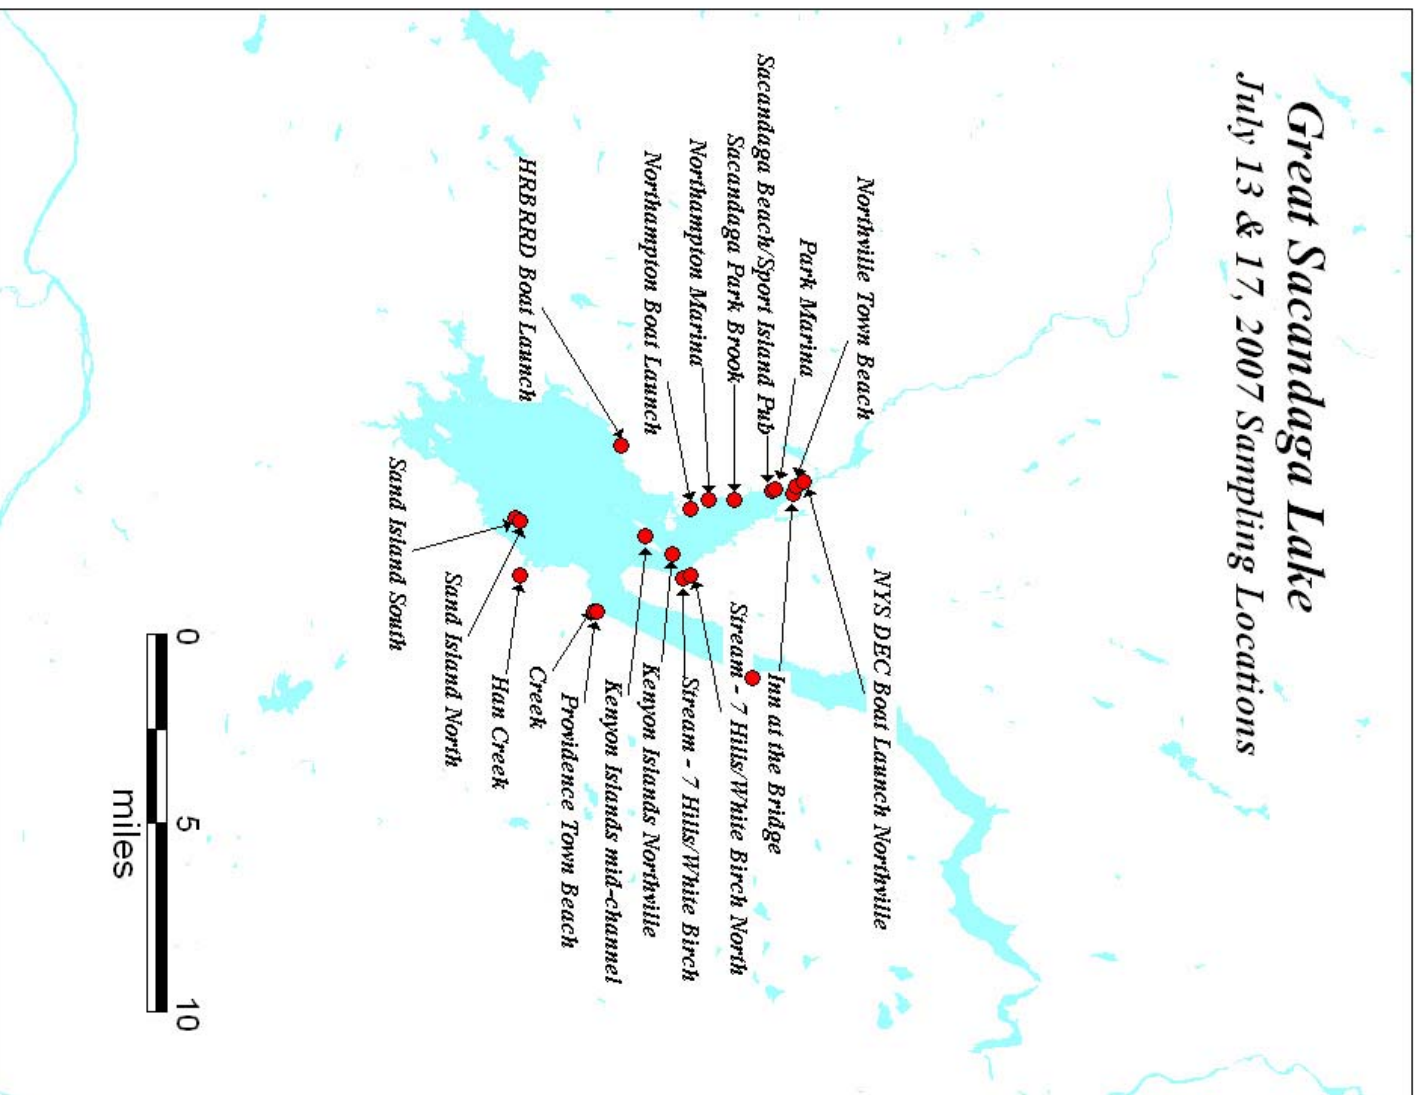 Great Sacandaga Lake
July 13 & 17, 2007 Sampling Locations
Northville Town Beach
Park Marina
Sacandaga Beach/Sport Island Pub
Sacandaga Park Brook
Northampton Marina
Northampton Boat Launch
HRBRRD Boat Launch
NYS DEC Boat Launch Northville
Inn at the Bridge
Stream - 7 Hills/White Birch North
Stream - 7 Hills/White Birch
Kenyon Islands Northville
Kenyon Islands mid-channel
Providence Town Beach
Creek
Han Creek
Sand Island North
Sand Island South
0 5 10
miles